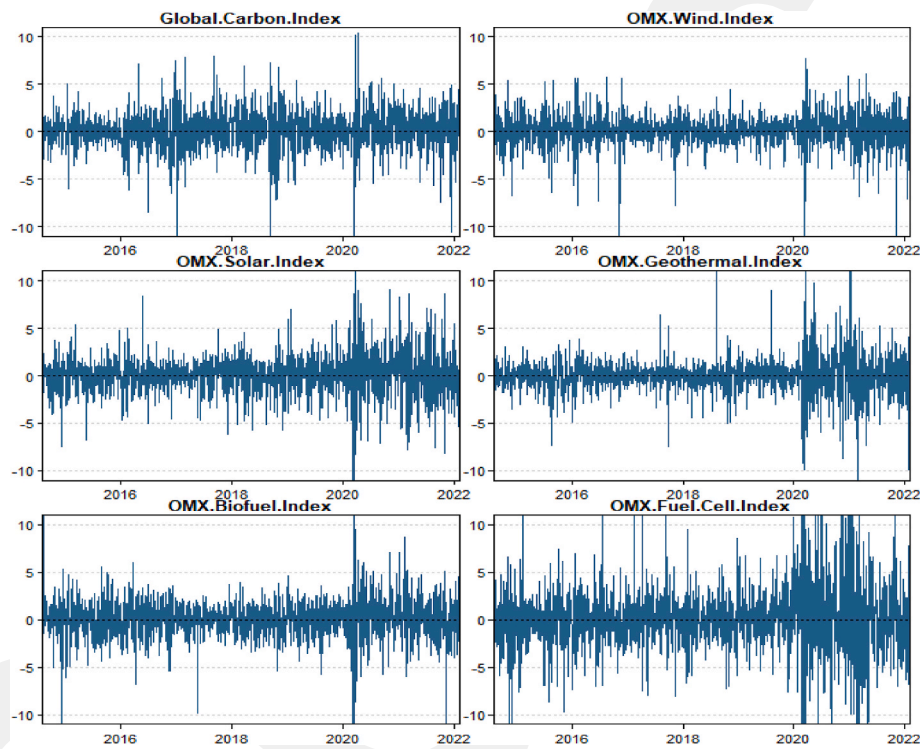 Global.Carbon.Index
10
5
0
-5
-10
2016 2018 2020 2022
OMX.Wind.Index
10
5
0
-5
-10
2016 2018 2020 2022
OMX.Solar.Index
10
5
0
-5
-10
2016 2018 2020 2022
OMX.Geothermal.Index
10
5
0
-5
-10
2016 2018 2020 2022
OMX.Biofuel.Index
10
5
0
-5
-10
2016 2018 2020 2022
OMX.Fuel.Cell.Index
10
5
0
-5
-10
2016 2018 2020 2022